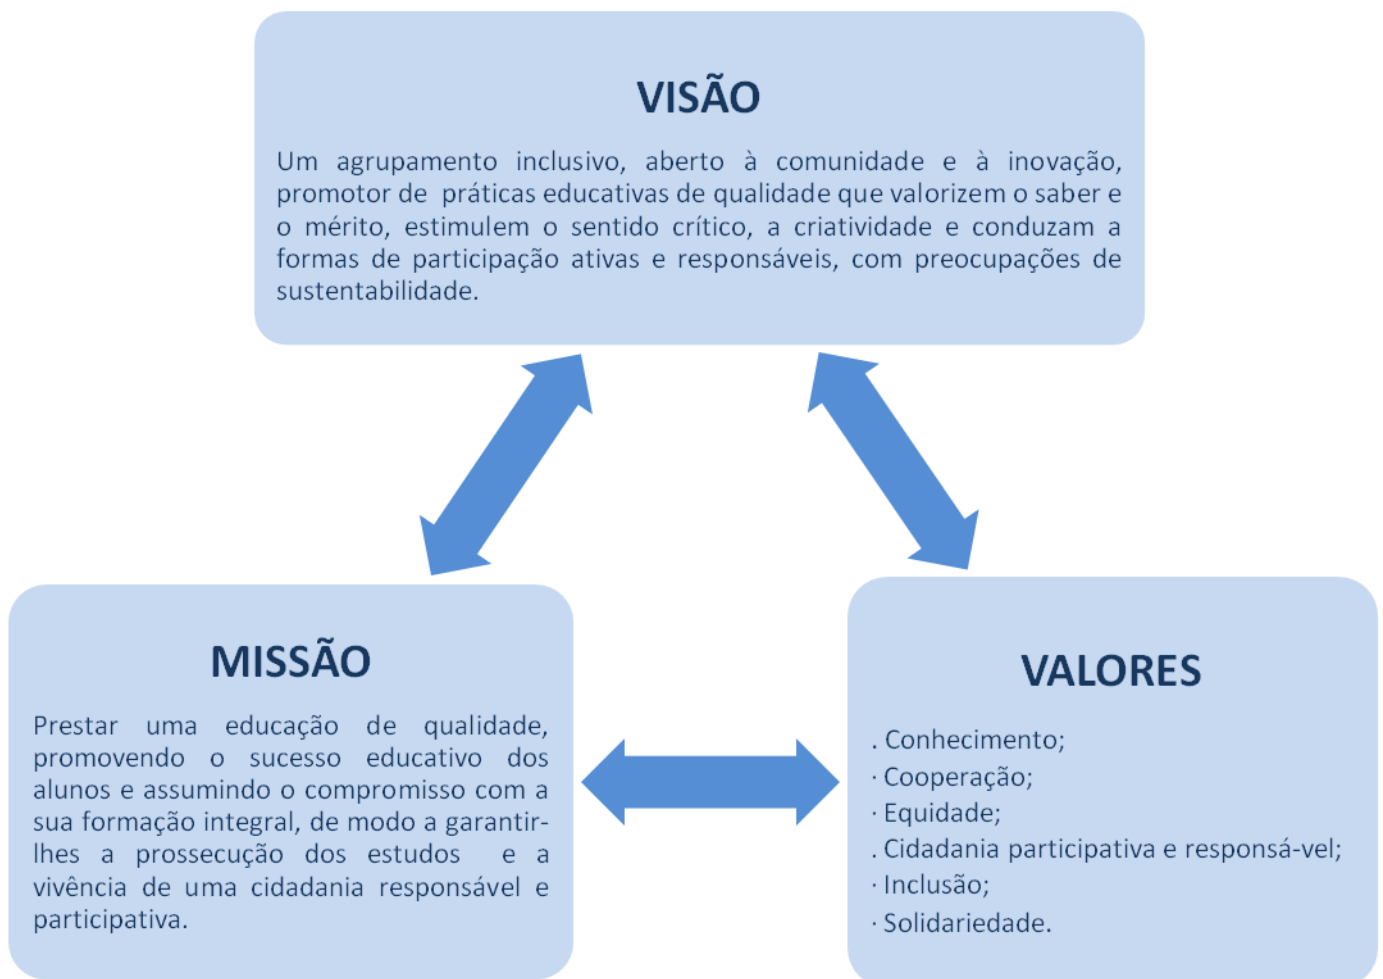 VISÃO
Um agrupamento inclusivo, aberto à comunidade e à inovação,
promotor de práticas educativas de qualidade que valorizem o saber e
o mérito, estimulem o sentido crítico, a criatividade e conduzam a
formas de participação ativas e responsáveis, com preocupações de
sustentabilidade.
MISSÃO
Prestar uma educação de qualidade,
promovendo o sucesso educativo dos
alunos e assumindo o compromisso com a
sua formação integral, de modo a garantir-
lhes a prossecução dos estudos e a
vivência de uma cidadania responsável e
participativa.
VALORES
. Conhecimento;
· Cooperação;
· Equidade;
. Cidadania participativa e responsá-vel;
· Inclusão;
· Solidariedade.